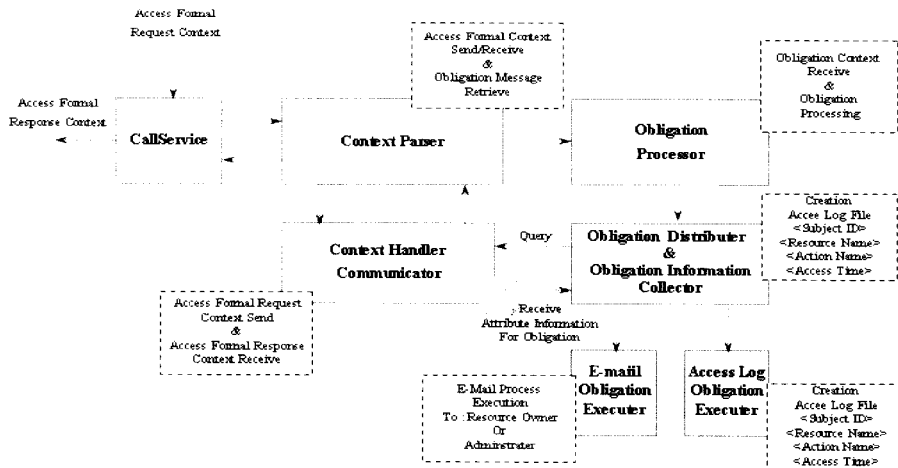 Access Formal
Request Context
Access Formal Context
Send/Receive
&
Obligation Message
Retrieve
Obligation Context
Receive
&
Obligation
Processing
Access Formal
Response Context
CallService
Context Parser
Obligation
Processor
Creation
Accee Log File
<Subject ID>
<Resource Name>
<Action Name>
<Access Time>
Context Handler
Communicator
Query
Obligation Distributer
&
Obligation Information
Collector
Access Formal Request
Context Send
&
Access Formal Response
Context Receive
Receive
Attribute Information
For Obligation
E-Mail Process
Execution
To : Resource Owner
Or
Adminstrater
E-maiil
Obligation
Executer
Access Log
Obligation
Executer
Creation
Accee Log File
<Subject ID>
<Resource Name>
<Action Name>
<Access Time>